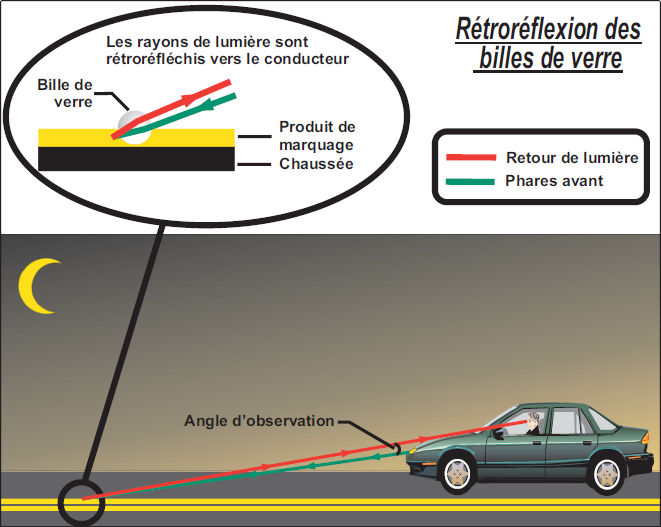 Rétroréflexion des
billes de verre
Les rayons de lumière sont
rétroréfléchis vers le conducteur
Bille de
verre
Produit de
marquage
Chaussée
Retour de lumière
Phares avant
Angle d'observation